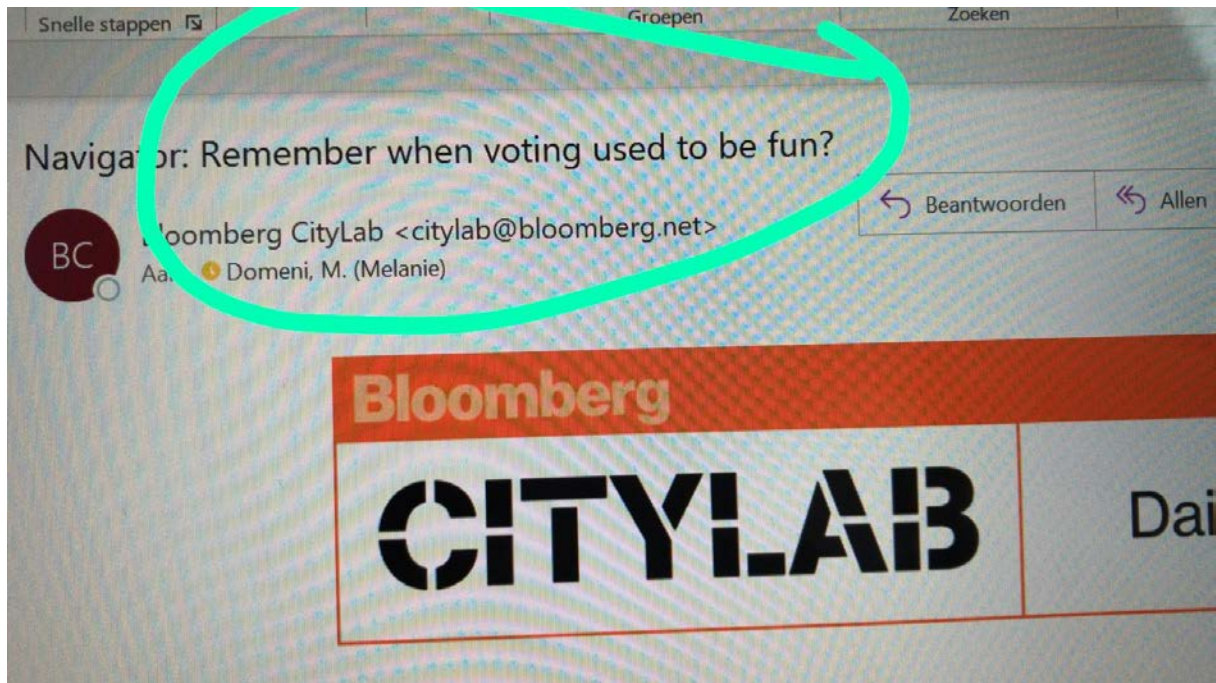 Snelle stappen
Groepen
Zoeken
Navigator: Remember when voting used to be fun?
BC
Bloomberg CityLab <citylab@bloomberg.net>
Domeni, M. (Melanie)
Beantwoorden
Allen
Bloomberg
CITYLAB